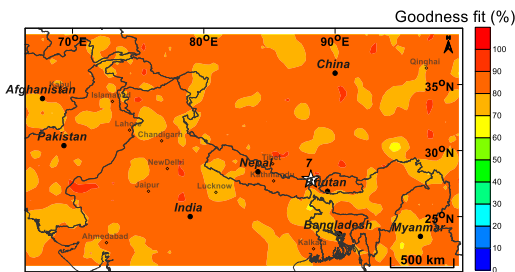 Goodness fit (%)
70°E 80°E 90°E
N
China
Qinghai
Kabul
Afghanistan
35°N
Islamabad
Lahore
Pakistan
Chandigarh
30°N
NewDelhi
Tibet
Nepal
7
Kathmandu
Jaipur
Lucknow
Bhutan
India
25°N
Bangladesh
Myanmar
Ahmedabad
Kalkata
500 km
100
90
80
70
60
50
40
30
20
10
0